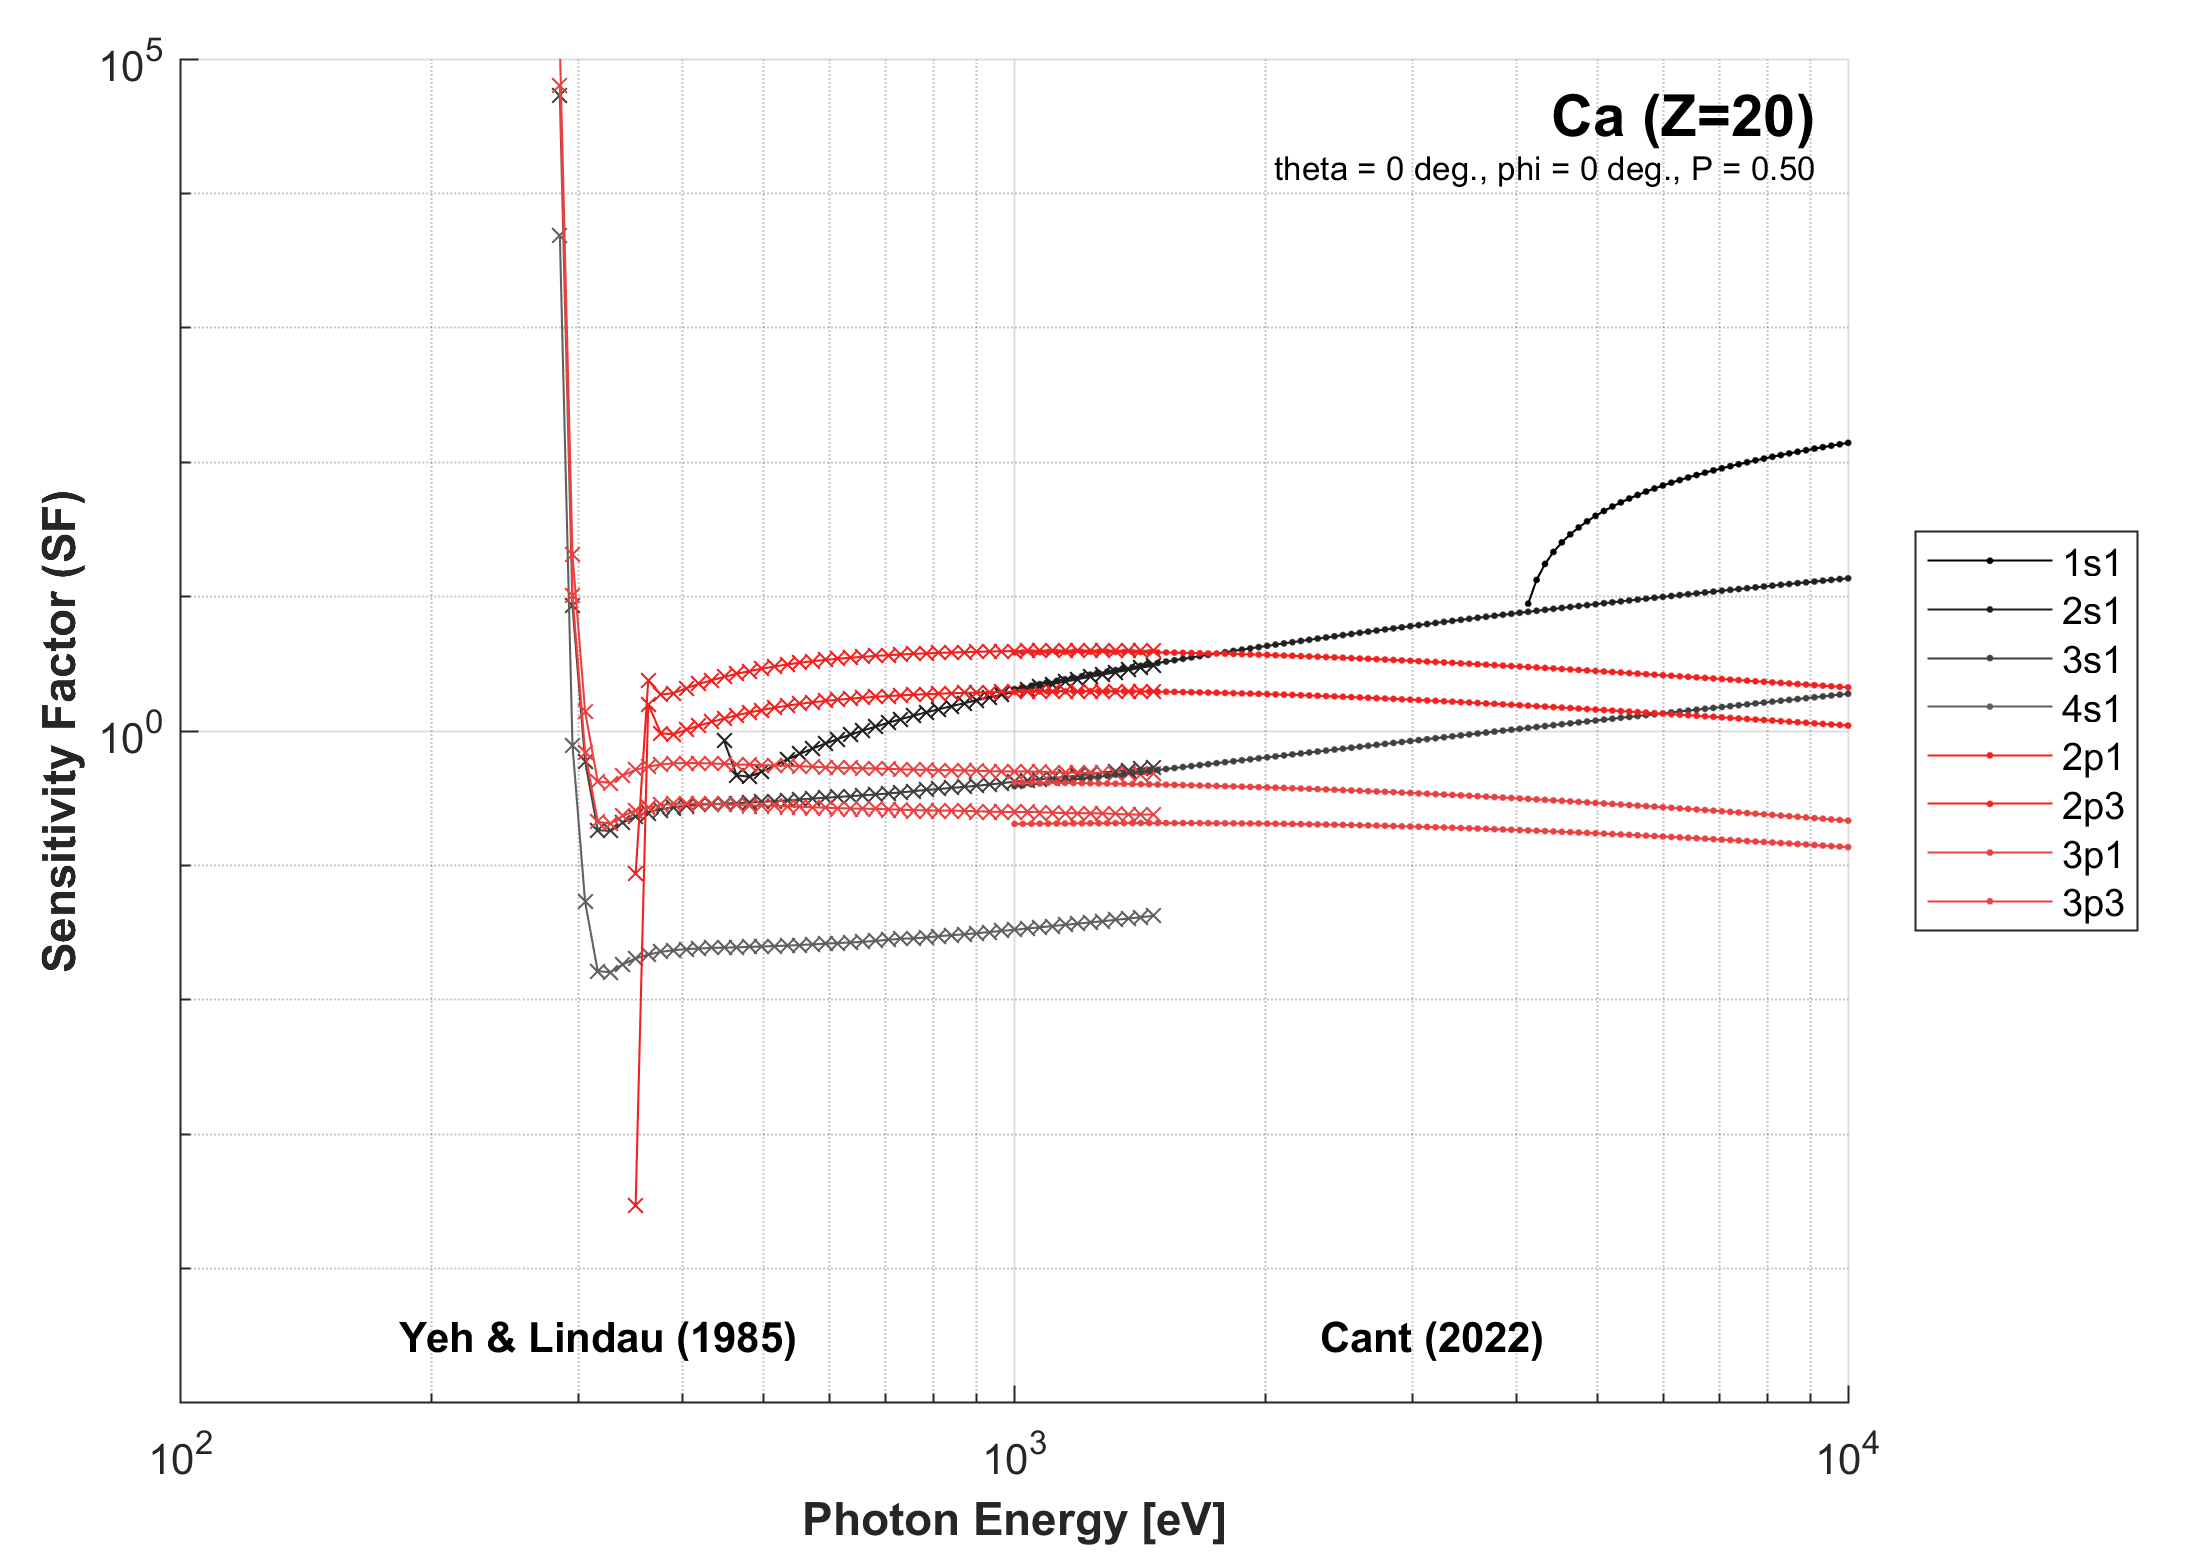 10^5
10^0
Sensitivity Factor (SF)
Ca (Z=20)
theta = 0 deg., phi = 0 deg., P = 0.50
1s1
2s1
3s1
4s1
2p1
2p3
3p1
3p3
Yeh & Lindau (1985)
Cant (2022)
10^2
10^3
10^4
Photon Energy [eV]